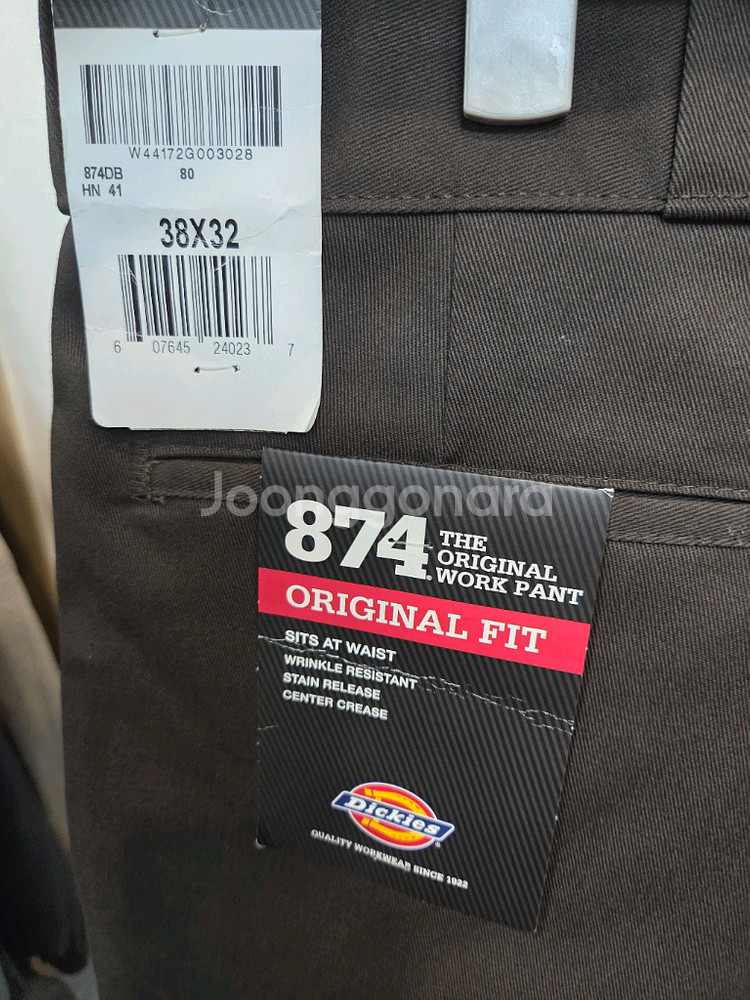 W44172G003028
874DB 80
HN 41
38X32
6 07645 24023 7
Joonggonara
874 THE
ORIGINAL
WORK PANT
ORIGINAL FIT
SITS AT WAIST
WRINKLE RESISTANT
STAIN RELEASE
CENTER CREASE
Dickies
QUALITY WORKWEAR SINCE 1922